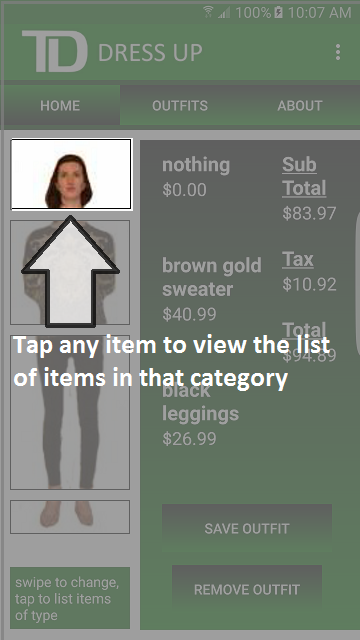 100% 10:07 AM
TD DRESS UP
HOME OUTFITS ABOUT
nothing
$0.00
Sub
Total
$83.97
Tax
$10.92
brown gold
sweater
$40.99
Total
$94.89
Tap any item to view the list
of items in that category
black
leggings
$26.99
SAVE OUTFIT
swipe to change,
tap to list items
of type
REMOVE OUTFIT